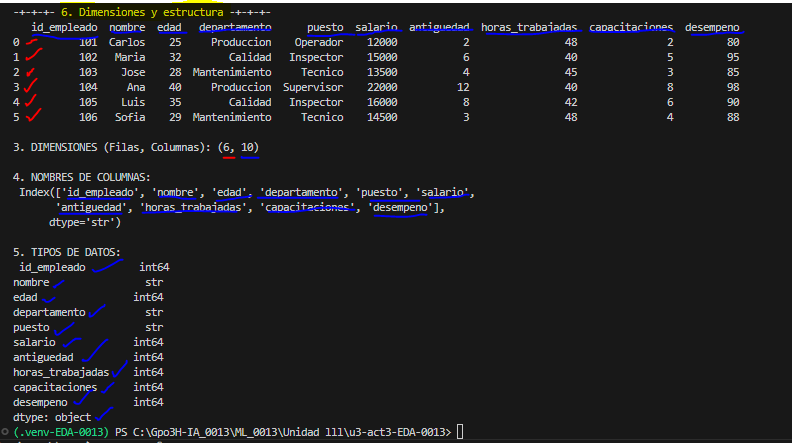 -+-+-+- 6. Dimensiones y estructura -+-+-+-
id_empleado nombre edad departamento puesto salario antiguedad horas_trabajadas capacitaciones desempeno
0 101 Carlos 25 Produccion Operador 12000 2 48 2 80
1 102 Maria 32 Calidad Inspector 15000 6 40 5 95
2 103 Jose 28 Mantenimiento Tecnico 13500 4 45 3 85
3 104 Ana 40 Produccion Supervisor 22000 12 40 8 98
4 105 Luis 35 Calidad Inspector 16000 8 42 6 90
5 106 Sofia 29 Mantenimiento Tecnico 14500 3 48 4 88
3. DIMENSIONES (Filas, Columnas): (6, 10)
4. NOMBRES DE COLUMNAS:
Index(['id_empleado', 'nombre', 'edad', 'departamento', 'puesto', 'salario',
'antiguedad', 'horas_trabajadas', 'capacitaciones', 'desempeno'],
dtype='str')
5. TIPOS DE DATOS:
id_empleado int64
nombre str
edad int64
departamento str
puesto str
salario int64
antiguedad int64
horas_trabajadas int64
capacitaciones int64
desempeno int64
dtype: object
(.venv-EDA-0013) PS C:\Gpo3H-IA_0013\ML_0013\Unidad lll\u3-act3-EDA-0013>